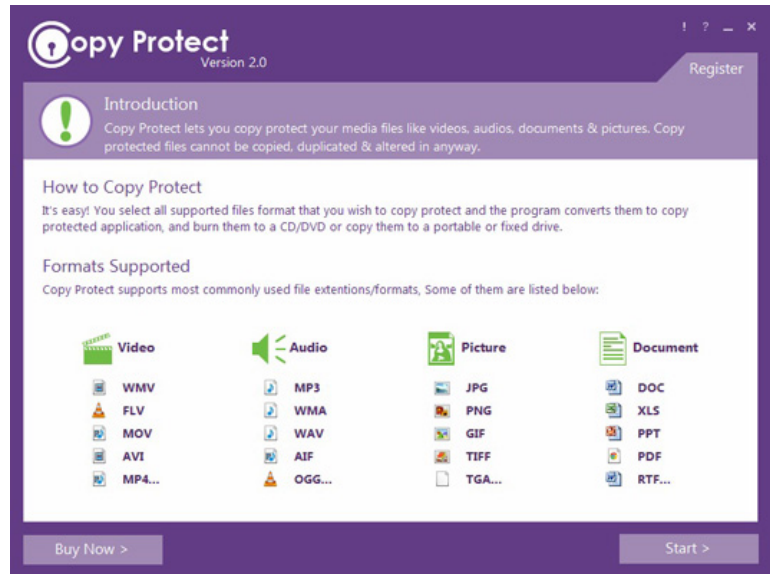 Copy Protect
Version 2.0
! ? _ ×
Register
Introduction
Copy Protect lets you copy protect your media files like videos, audios, documents & pictures. Copy
protected files cannot be copied, duplicated & altered in anyway.
How to Copy Protect
It's easy! You select all supported files format that you wish to copy protect and the program converts them to copy
protected application, and burn them to a CD/DVD or copy them to a portable or fixed drive.
Formats Supported
Copy Protect supports most commonly used file extentions/formats, Some of them are listed below:
Video Audio Picture Document
WMV MP3 JPG DOC
FLV WMA PNG XLS
MOV WAV GIF PPT
AVI AIF TIFF PDF
MP4... OGG... TGA... RTF...
Buy Now > Start >